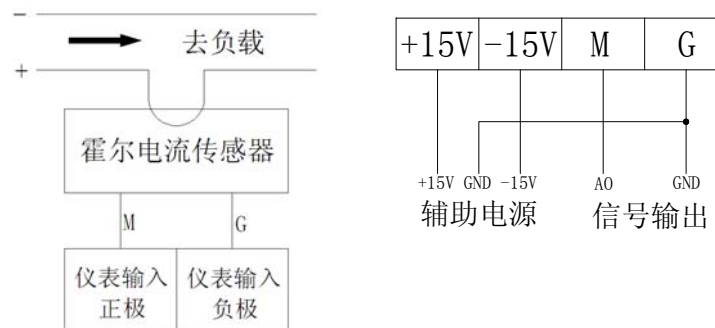 −
去负载
+
霍尔电流传感器
M
G
仪表输入
正极
仪表输入
负极
+15V
-15V
M
G
+15V GND -15V
AO
GND
辅助电源
信号输出